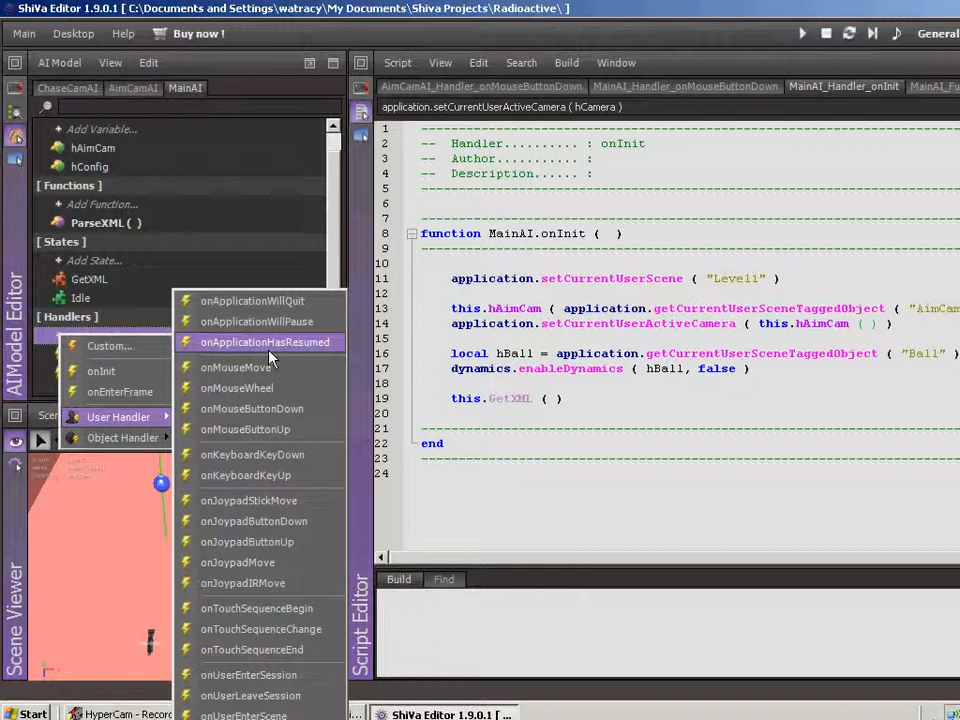 ShiVa Editor 1.9.0.1 [ C:\Documents and Settings\watracy\My Documents\Shiva Projects\Radioactive\ ]
Main Desktop Help Buy now ! General
AI Model View Edit
ChaseCamAI AimCamAI MainAI
+ Add Variable...
hAimCam
hConfig
[ Functions ]
+ Add Function...
ParseXML ( )
[ States ]
+ Add State...
GetXML
Idle
[ Handlers ]
AIModel Editor
Custom...
onInit
onEnterFrame
User Handler
Object Handler
onApplicationWillQuit
onApplicationWillPause
onApplicationHasResumed
onMouseMove
onMouseWheel
onMouseButtonDown
onMouseButtonUp
onKeyboardKeyDown
onKeyboardKeyUp
onJoypadStickMove
onJoypadButtonDown
onJoypadButtonUp
onJoypadMove
onJoypadIRMove
onTouchSequenceBegin
onTouchSequenceChange
onTouchSequenceEnd
onUserEnterSession
onUserLeaveSession
onUserEnterScene
Scene Viewer
Script View Edit Search Build Window
AimCamAI_Handler_onMouseButtonDown MainAI_Handler_onMouseButtonDown MainAI_Handler_onInit MainAI_Fu
application.setCurrentUserActiveCamera ( hCamera )
1 --------------------------------------------------------------------------------
2 -- Handler.......... : onInit
3 -- Author........... :
4 -- Description...... :
5 --------------------------------------------------------------------------------
6
7 --------------------------------------------------------------------------------
8 function MainAI.onInit ( )
9 --------------------------------------------------------------------------------
10
11 application.setCurrentUserScene ( "Level1" )
12
13 this.hAimCam ( application.getCurrentUserSceneTaggedObject ( "AimCam
14 application.setCurrentUserActiveCamera ( this.hAimCam ( ) )
15
16 local hBall = application.getCurrentUserSceneTaggedObject ( "Ball" )
17 dynamics.enableDynamics ( hBall, false )
18
19 this.GetXML ( )
20
21 --------------------------------------------------------------------------------
22 end
23 --------------------------------------------------------------------------------
24
Script Editor
Build Find
Start HyperCam - Recor ... ShiVa Editor 1.9.0.1 [ ...